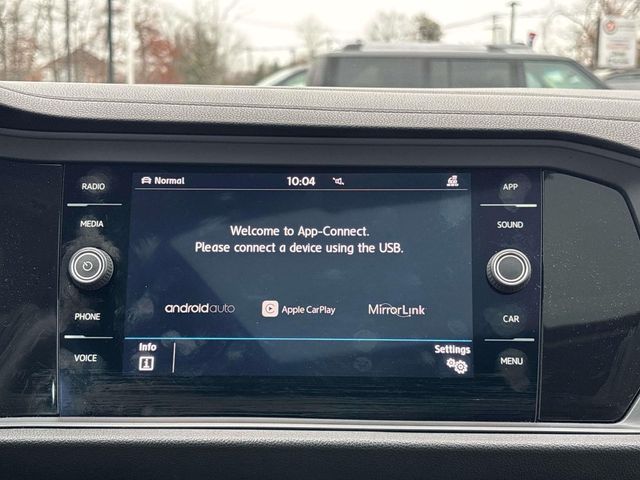 RADIO
MEDIA
PHONE
VOICE
Normal
10:04
Welcome to App-Connect.
Please connect a device using the USB.
androidauto
Apple CarPlay
MirrorLink
Info
Settings
APP
SOUND
CAR
MENU